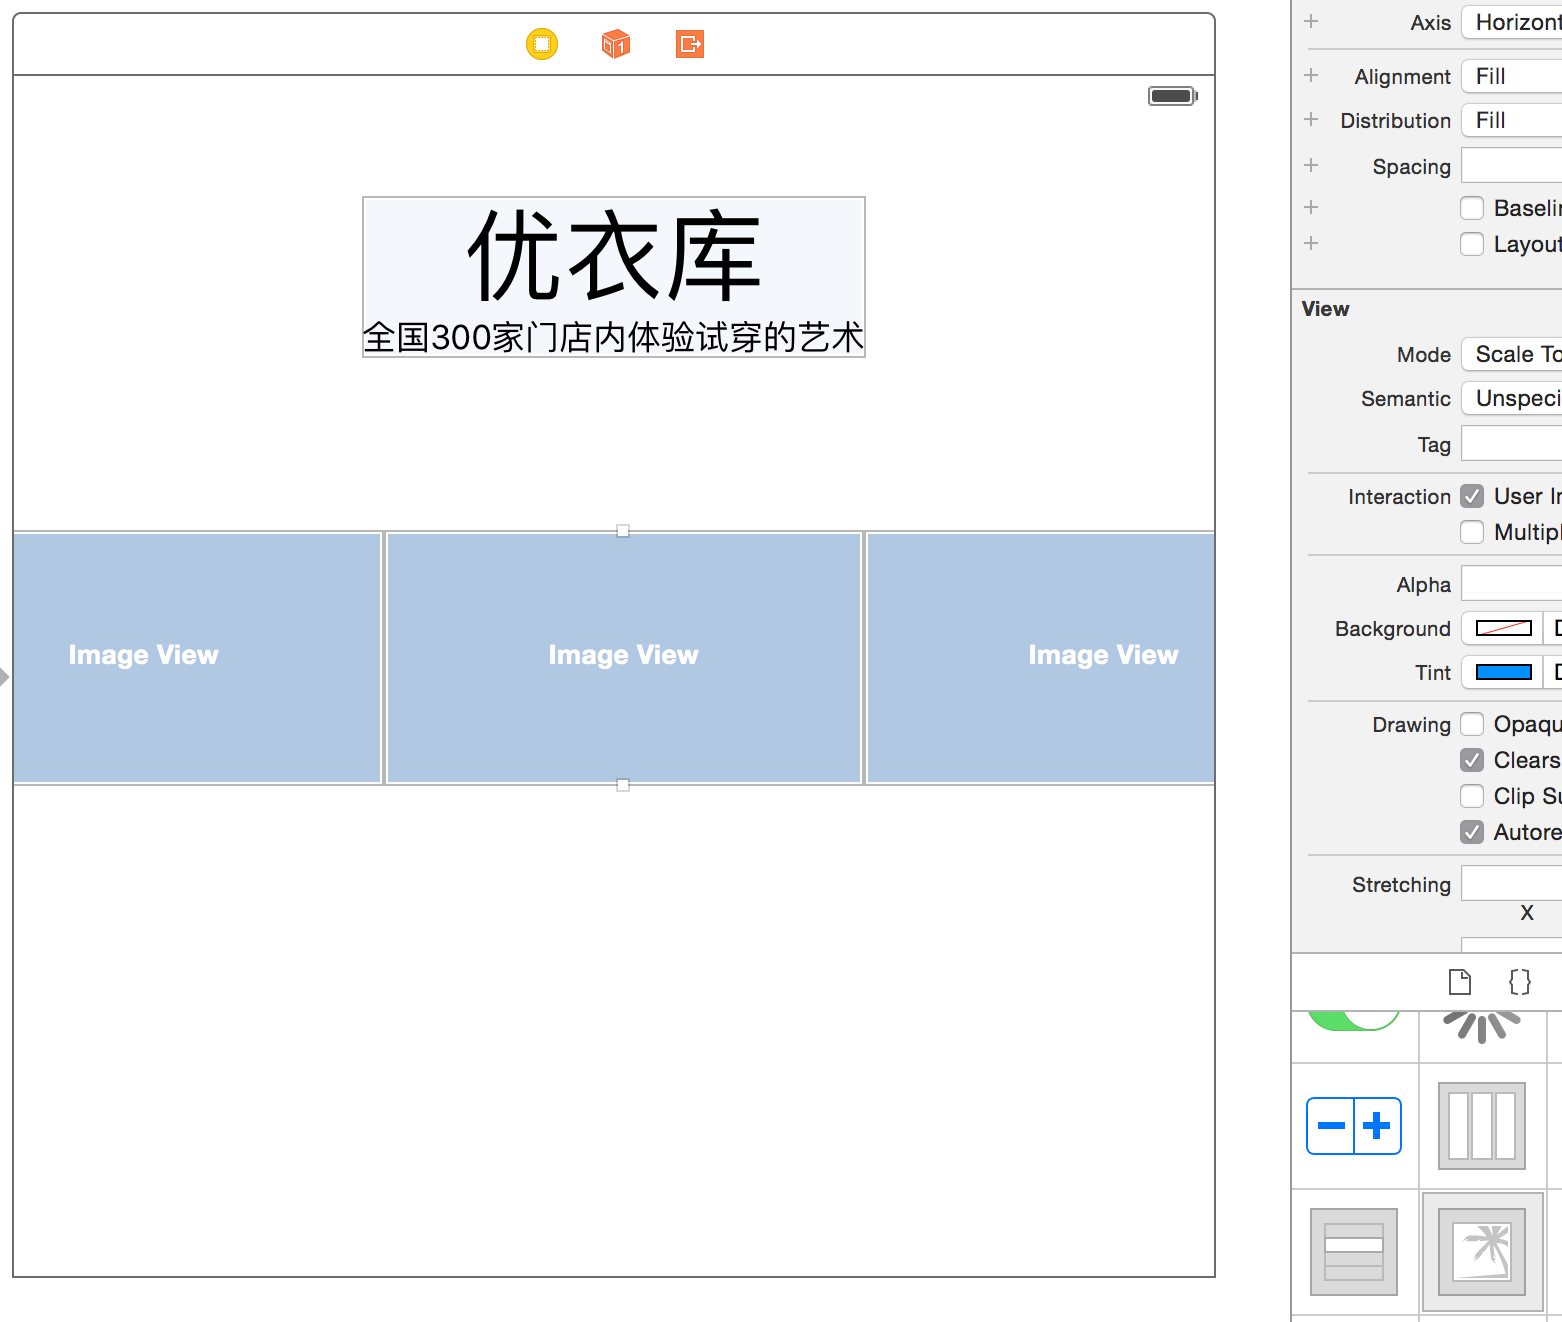 Axis Horizont
Alignment Fill
Distribution Fill
Spacing
Baselin
Layout
优衣库
全国300家门店内体验试穿的艺术
View
Mode Scale To
Semantic Unspeci
Tag
Interaction User In
Multipl
Image View Image View Image View
Alpha
Background
Tint
Drawing Opaqu
Clears
Clip Su
Autore
Stretching
X